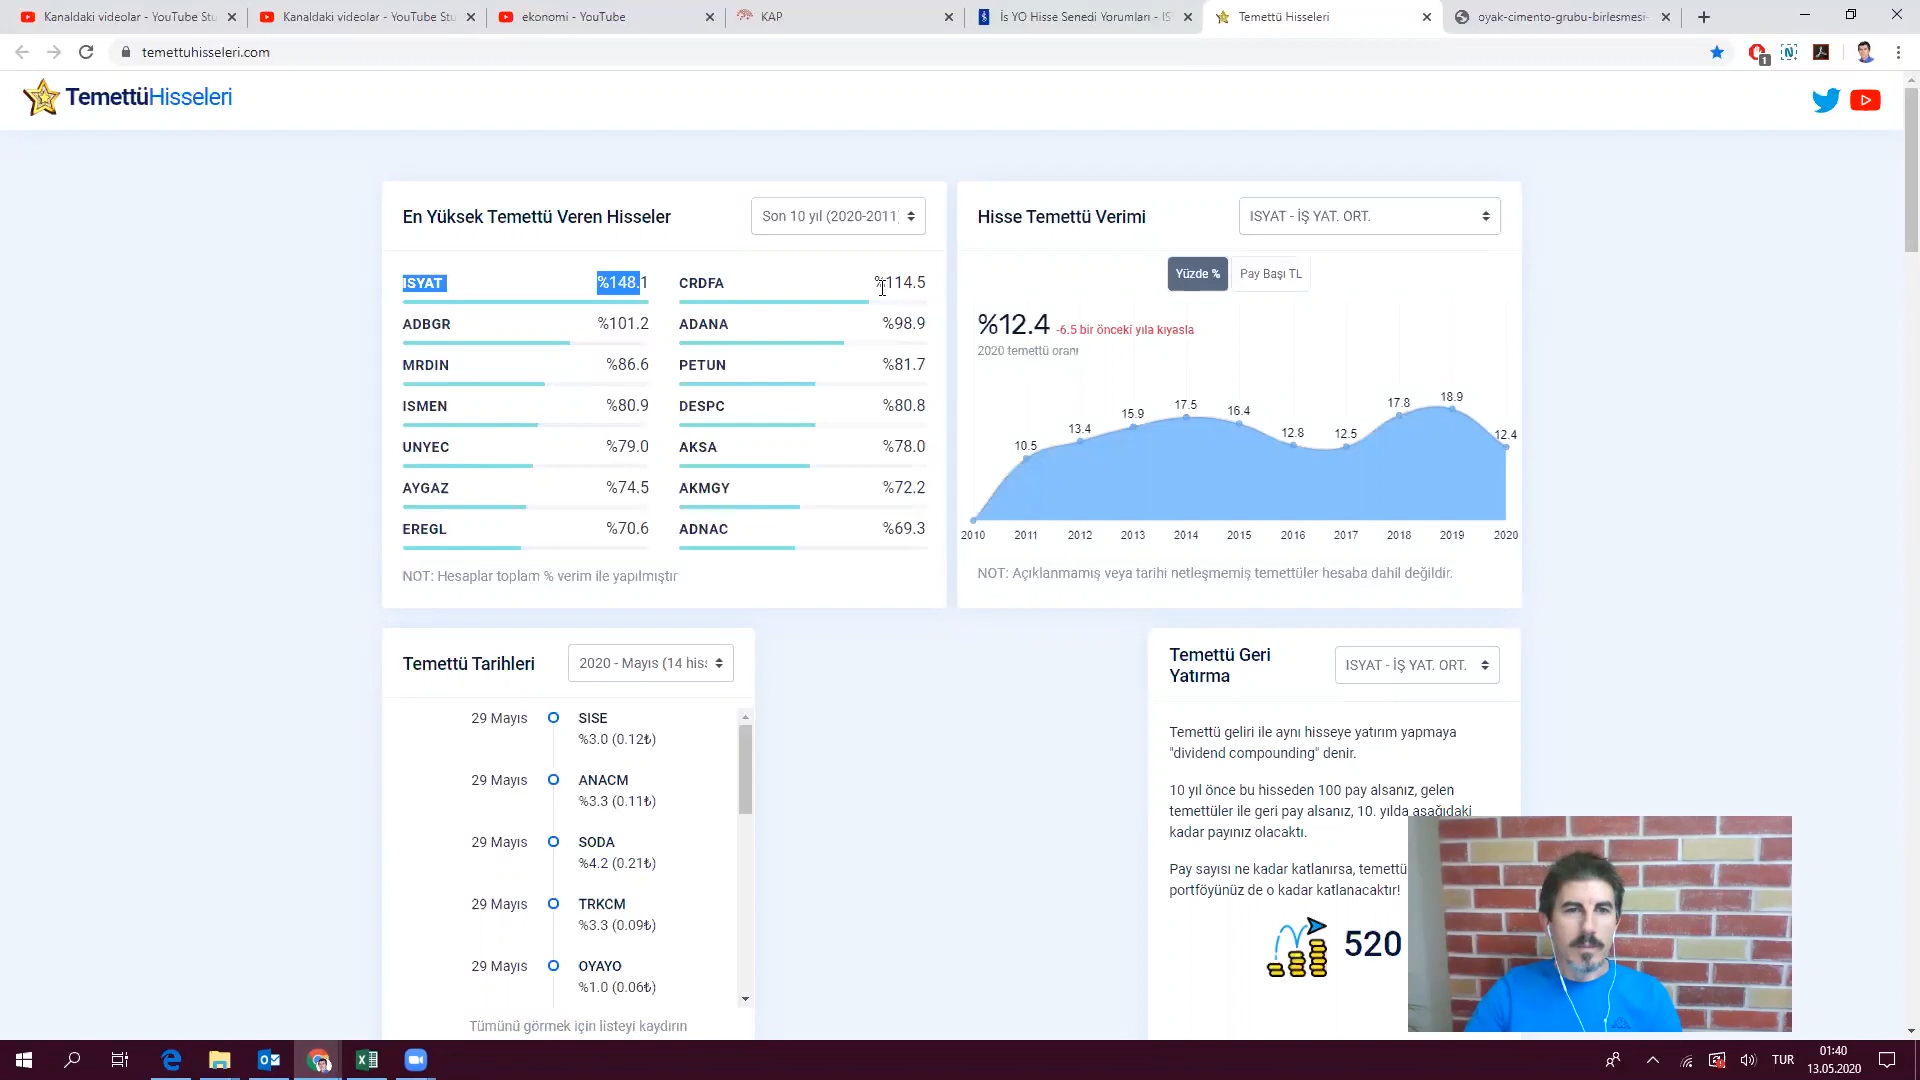 Kanaldaki videolar - YouTube Stu
Kanaldaki videolar - YouTube Stu
ekonomi - YouTube
KAP
İs YO Hisse Senedi Yorumları - IS
Temettü Hisseleri
oyak-cimento-grubu-birlesmesi-
temettuhisseleri.com
1
TemettüHisseleri
En Yüksek Temettü Veren Hisseler
Son 10 yıl (2020-2011)
ISYAT %148.1
CRDFA %114.5
ADBGR %101.2
ADANA %98.9
MRDIN %86.6
PETUN %81.7
ISMEN %80.9
DESPC %80.8
UNYEC %79.0
AKSA %78.0
AYGAZ %74.5
AKMGY %72.2
EREGL %70.6
ADNAC %69.3
NOT: Hesaplar toplam % verim ile yapılmıştır
Hisse Temettü Verimi
ISYAT - İŞ YAT. ORT.
Yüzde %
Pay Başı TL
%12.4 -6.5 bir önceki yıla kıyasla
2020 temettü oranı
10.5 13.4 15.9 17.5 16.4 12.8 12.5 17.8 18.9 12.4
2010 2011 2012 2013 2014 2015 2016 2017 2018 2019 2020
NOT: Açıklanmamış veya tarihi netleşmemiş temettüler hesaba dahil değildir.
Temettü Tarihleri
2020 - Mayıs (14 his
29 Mayıs SISE
%3.0 (0.12₺)
29 Mayıs ANACM
%3.3 (0.11₺)
29 Mayıs SODA
%4.2 (0.21₺)
29 Mayıs TRKCM
%3.3 (0.09₺)
29 Mayıs OYAYO
%1.0 (0.06₺)
Tümünü görmek için listeyi kaydırın
Temettü Geri
Yatırma
ISYAT - İŞ YAT. ORT.
Temettü geliri ile aynı hisseye yatırım yapmaya
"dividend compounding" denir.
10 yıl önce bu hisseden 100 pay alsanız, gelen
temettüler ile geri pay alsanız, 10. yılda aşağıdaki
kadar payınız olacaktı.
Pay sayısı ne kadar katlanırsa, temettü
portföyünüz de o kadar katlanacaktır!
520
TUR
01:40
13.05.2020